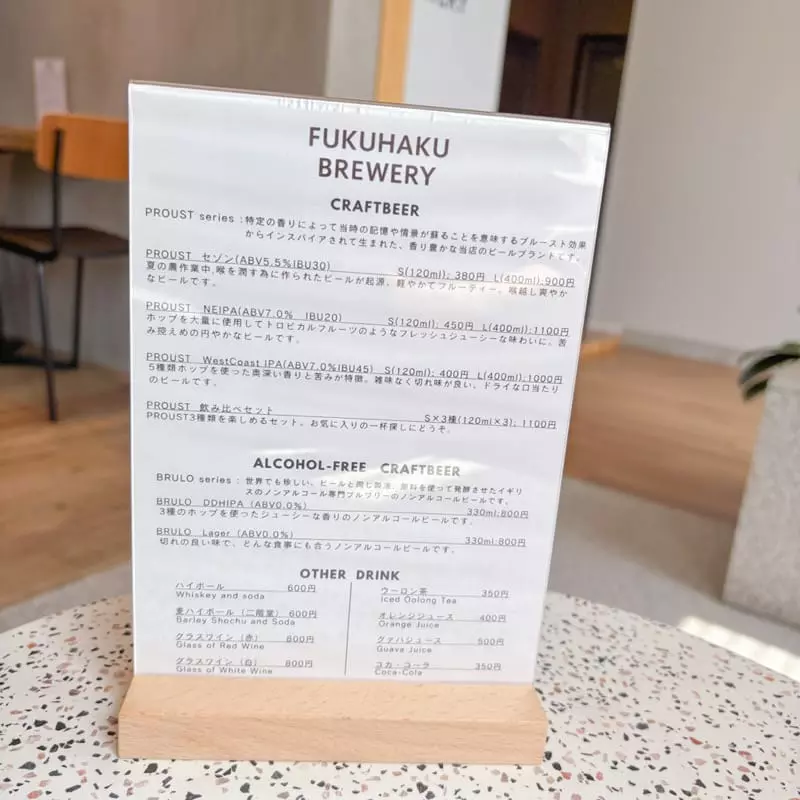 FUKUHAKU
BREWERY
CRAFTBEER
PROUST series：特定の香りによって当時の記憶や情景が蘇ることを意味するプルースト効果
からインスパイアされて生まれた、香り豊かな当店のビールブランドです。
PROUST セゾン(ABV5.5% IBU30) S(120ml); 380円 L(400ml);900円
夏の農作業中,喉を潤す為に作られたビールが起源。軽やかでフルーティー。喉越し爽やか
なビールです。
PROUST NEIPA(ABV7.0% IBU20) S(120ml); 450円 L(400ml);1100円
ホップを大量に使用してトロピカルフルーツのようなフレッシュジューシーな味わいに。苦
み控えめの円やかなビールです。
PROUST WestCoast IPA(ABV7.0%IBU45) S(120ml); 400円 L(400ml);1000円
5種類ホップを使った奥深い香りと苦みが特徴。雑味なく切れ味が良い、ドライな口当たり
のビールです。
PROUST 飲み比べセット S×3種(120ml×3); 1100円
PROUST3種類を楽しめるセット。お気に入りの一杯探しにどうぞ。
ALCOHOL-FREE CRAFTBEER
BRULO series：世界でも珍しい、ビールと同じ製法、原料を使って発酵させたイギリ
スのノンアルコール専門ブルワリーのノンアルコールビールです。
BRULO DDHIPA (ABV0.0%) 330ml;800円
3種のホップを使ったジューシーな香りのノンアルコールビールです。
BRULO Lager (ABV0.0%) 330ml;800円
切れの良い味で、どんな食事にも合うノンアルコールビールです。
OTHER DRINK
ハイボール 600円
Whiskey and soda
麦ハイボール（二階堂） 600円
Barley Shochu and Soda
グラスワイン（赤） 800円
Glass of Red Wine
グラスワイン（白） 800円
Glass of White Wine
ウーロン茶 350円
Iced Oolong Tea
オレンジジュース 400円
Orange Juice
グァバジュース 500円
Guava Juice
コカ・コーラ 350円
Coca-Cola